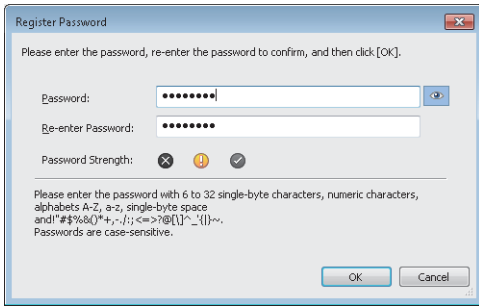 Register Password
Please enter the password, re-enter the password to confirm, and then click [OK].
Password:
●●●●●●●●
Re-enter Password:
●●●●●●●●
Password Strength:
Please enter the password with 6 to 32 single-byte characters, numeric characters,
alphabets A-Z, a-z, single-byte space
and!"#$%&()*+,-./:;<=>?@[\]^_'{|}~.
Passwords are case-sensitive.
OK
Cancel